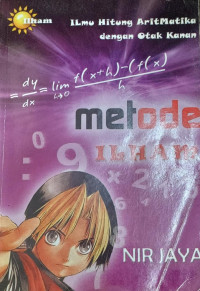 ilham
ILmu Hitung AritMatika
dengan Otak Kanan
= dy/dx = lim h→0 f(x+h)-(f(x) / h
metode
ILHAM
NIR JAYA